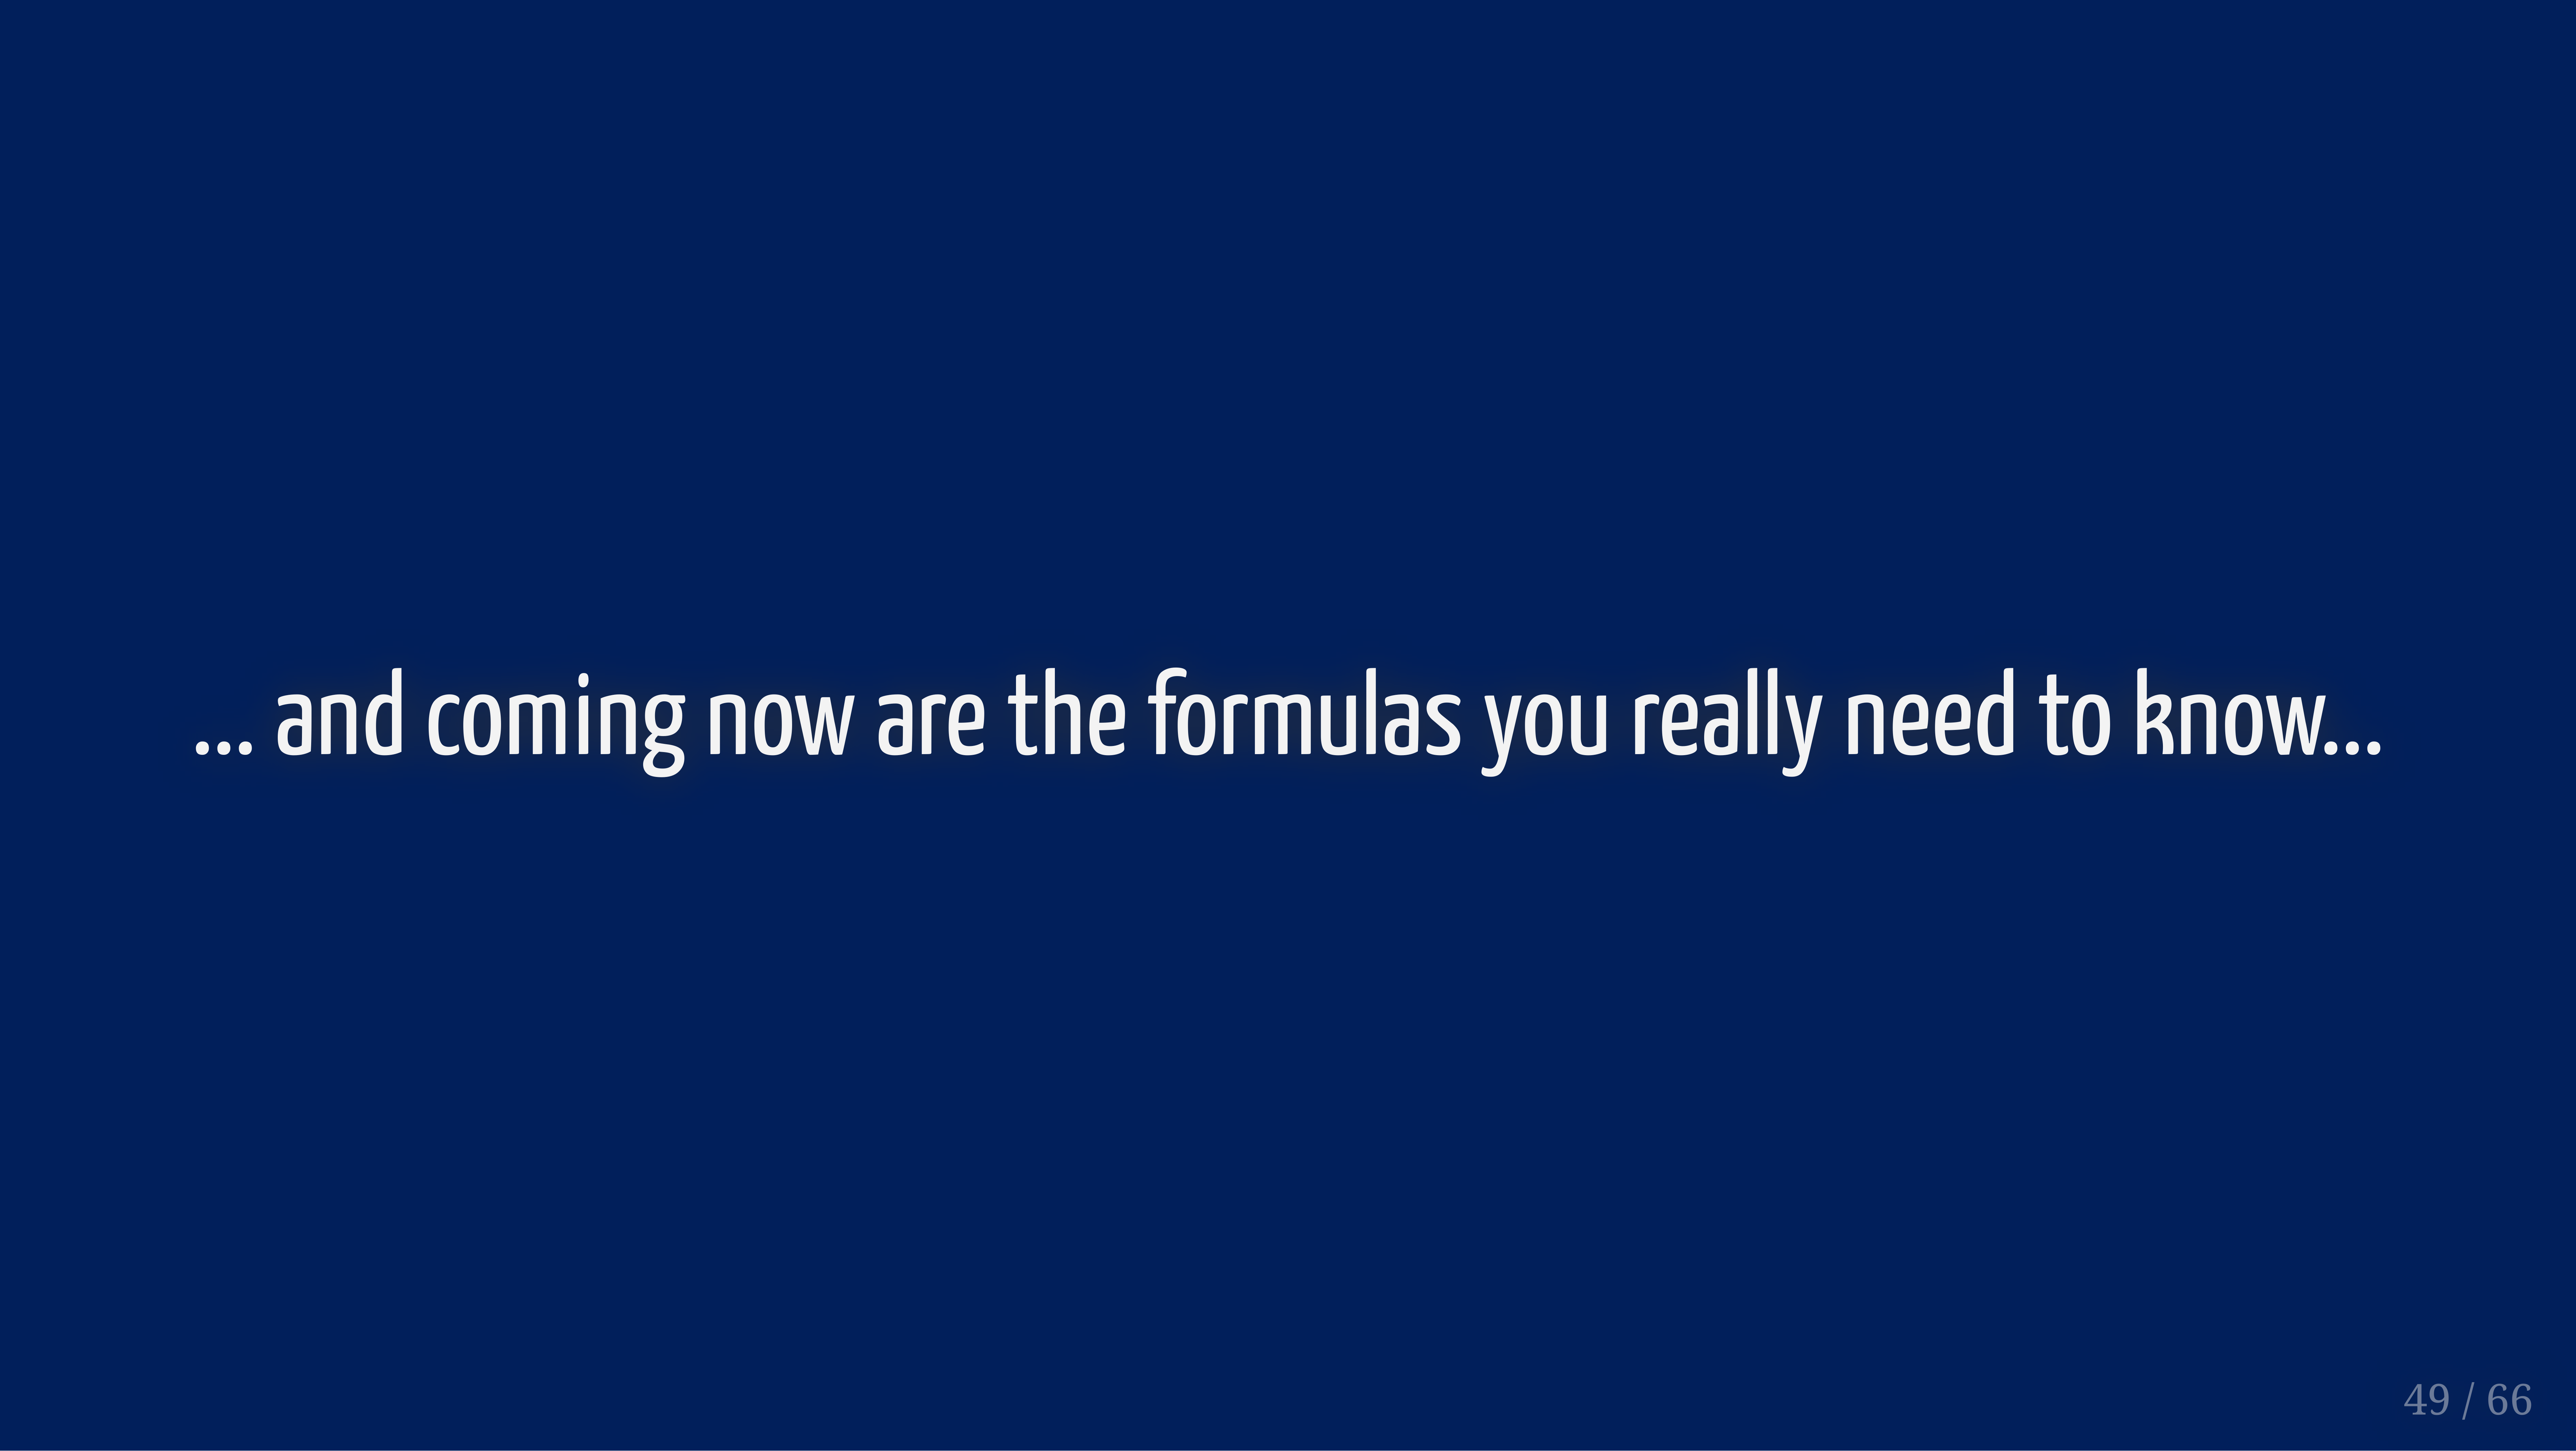 ... and coming now are the formulas you really need to know...
49 / 66